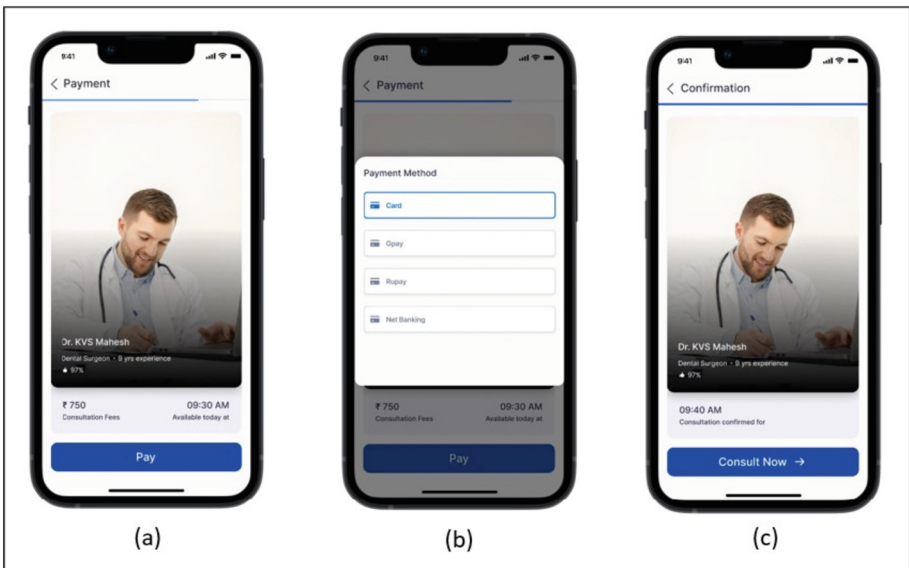 9:41
Payment
Dr. KVS Mahesh
Dental Surgeon • 9 yrs experience
97%
₹ 750 09:30 AM
Consultation Fees Available today at
Pay
(a)
9:41
Payment
Payment Method
Card
Gpay
Rupay
Net Banking
₹ 750 09:30 AM
Consultation Fees Available today at
Pay
(b)
9:41
Confirmation
Dr. KVS Mahesh
Dental Surgeon • 9 yrs experience
97%
09:40 AM
Consultation confirmed for
Consult Now →
(c)